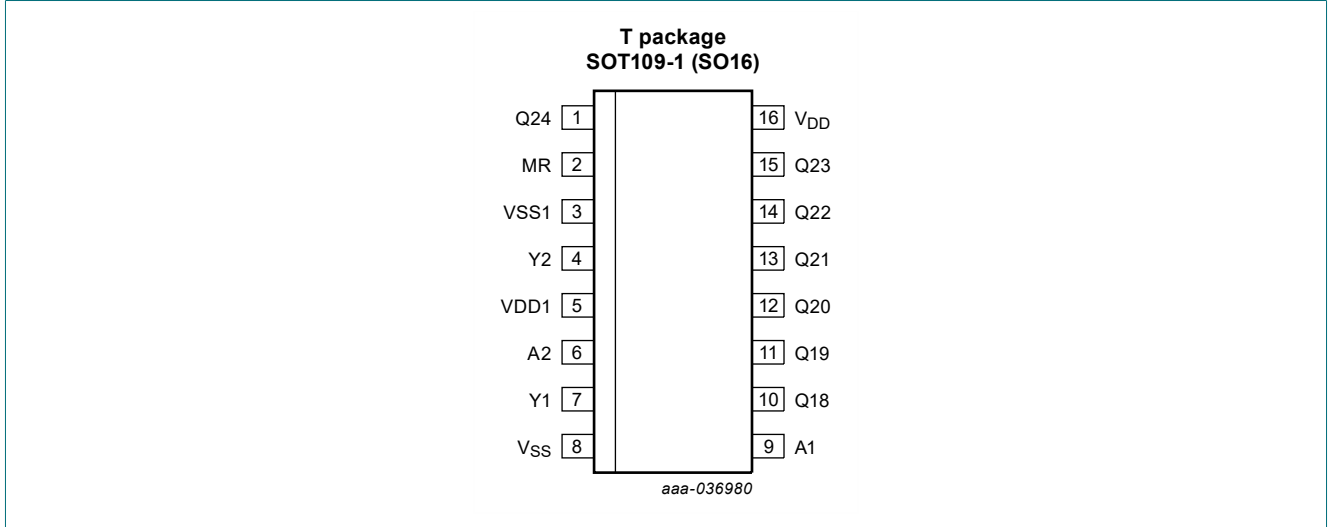 T package
SOT109-1 (SO16)
Q24 1 16 VDD
MR 2 15 Q23
VSS1 3 14 Q22
Y2 4 13 Q21
VDD1 5 12 Q20
A2 6 11 Q19
Y1 7 10 Q18
VSS 8 9 A1
aaa-036980